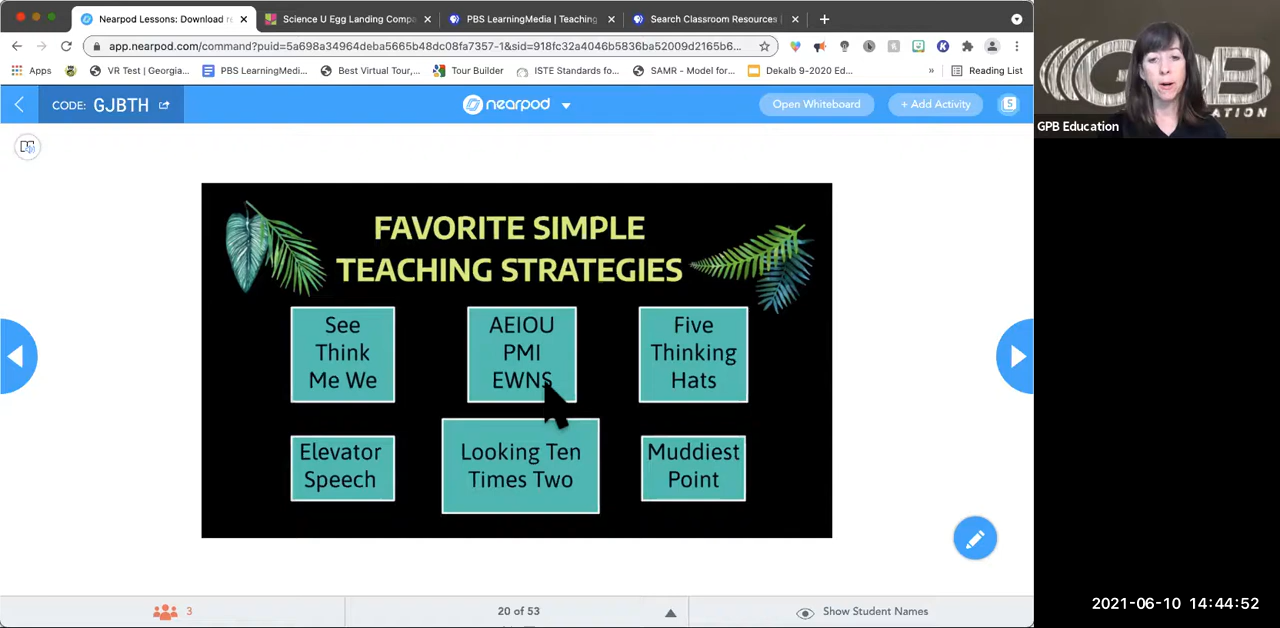 Nearpod Lessons: Download r
Science U Egg Landing Compa
PBS LearningMedia | Teaching
Search Classroom Resources
app.nearpod.com/command?puid=5a698a34964deba5665b48dc08fa7357-1&sid=918fc32a4046b5836ba52009d2165b6...
Apps
VR Test | Georgia...
PBS LearningMedi...
Best Virtual Tour,...
Tour Builder
ISTE Standards fo...
SAMR - Model for...
Dekalb 9-2020 Ed...
»
Reading List
CODE: GJBTH
nearpod
Open Whiteboard
+ Add Activity
5
GPB Education
FAVORITE SIMPLE
TEACHING STRATEGIES
See
Think
Me We
AEIOU
PMI
EWNS
Five
Thinking
Hats
Elevator
Speech
Looking Ten
Times Two
Muddiest
Point
3
20 of 53
Show Student Names
2021-06-10 14:44:52